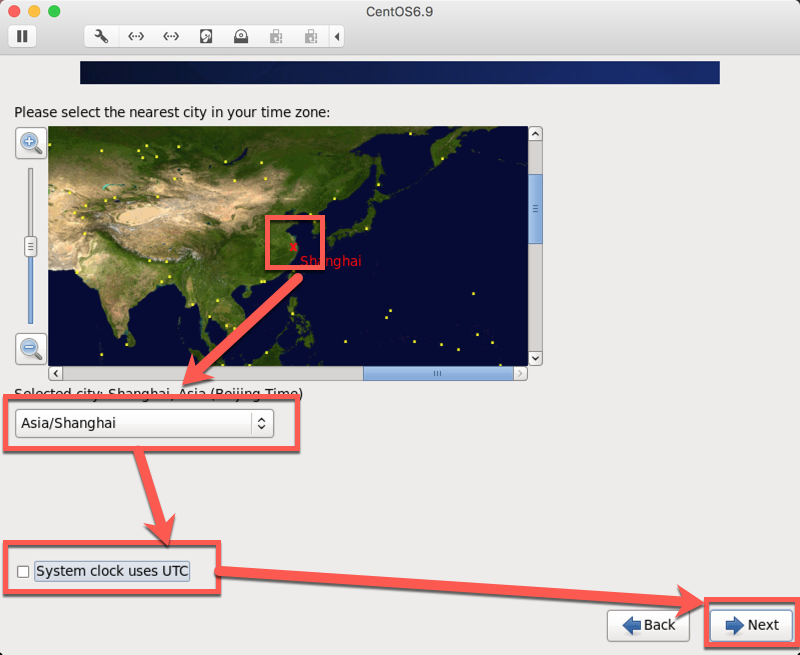 CentOS6.9
Please select the nearest city in your time zone:
Shanghai
Selected city: Shanghai, Asia (Beijing Time)
Asia/Shanghai
System clock uses UTC
Back
Next